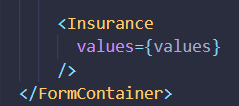 <Insurance
values={values}
/>
</FormContainer>